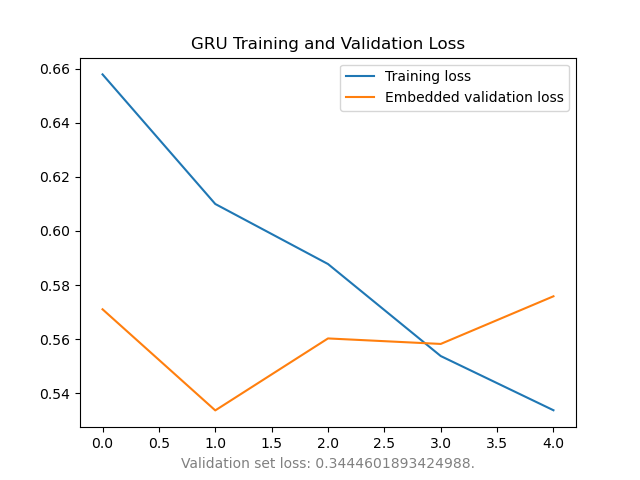 GRU Training and Validation Loss
Training loss
Embedded validation loss
0.66
0.64
0.62
0.60
0.58
0.56
0.54
0.0 0.5 1.0 1.5 2.0 2.5 3.0 3.5 4.0
Validation set loss: 0.3444601893424988.